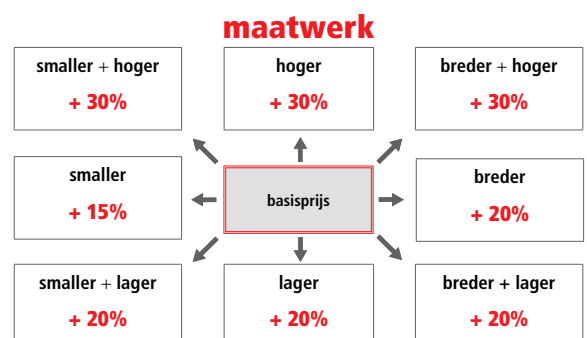 maatwerk
smaller + hoger
+ 30%
hoger
+ 30%
breder + hoger
+ 30%
smaller
+ 15%
basisprijs
breder
+ 20%
smaller + lager
+ 20%
lager
+ 20%
breder + lager
+ 20%